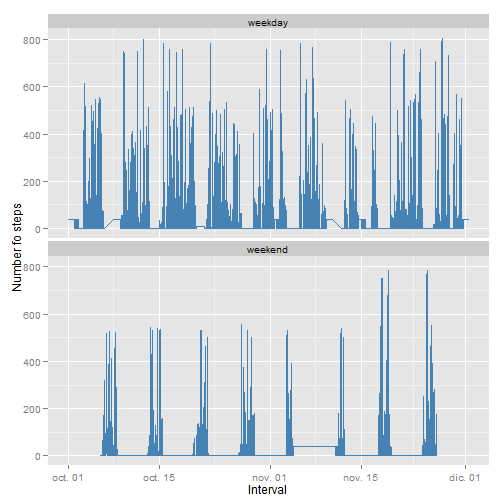 weekday
800
600
400
200
0
weekend
800
600
400
200
0
Number fo steps
oct. 01
oct. 15
nov. 01
nov. 15
dic. 01
Interval